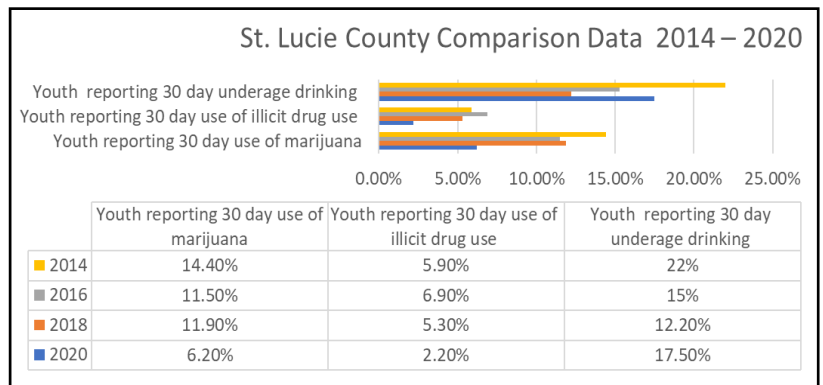 St. Lucie County Comparison Data 2014 – 2020
Youth reporting 30 day underage drinking
Youth reporting 30 day use of illicit drug use
Youth reporting 30 day use of marijuana
0.00% 5.00% 10.00% 15.00% 20.00% 25.00%
Youth reporting 30 day use of marijuana Youth reporting 30 day use of illicit drug use Youth reporting 30 day underage drinking
2014 14.40% 5.90% 22%
2016 11.50% 6.90% 15%
2018 11.90% 5.30% 12.20%
2020 6.20% 2.20% 17.50%